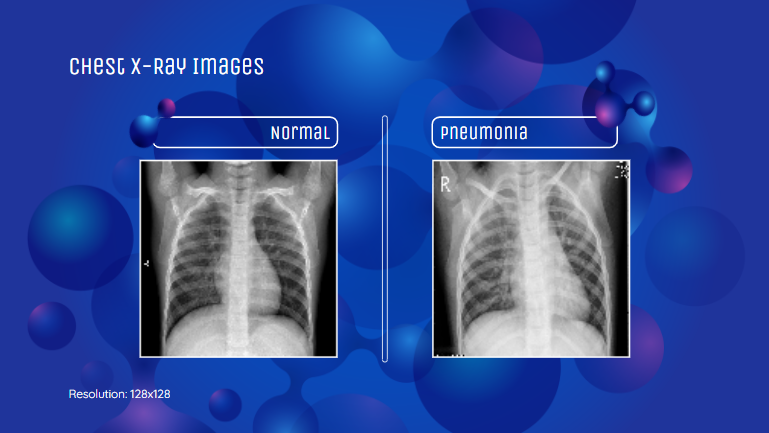 Chest X-Ray Images
Normal
Pneumonia
R
Resolution: 128x128